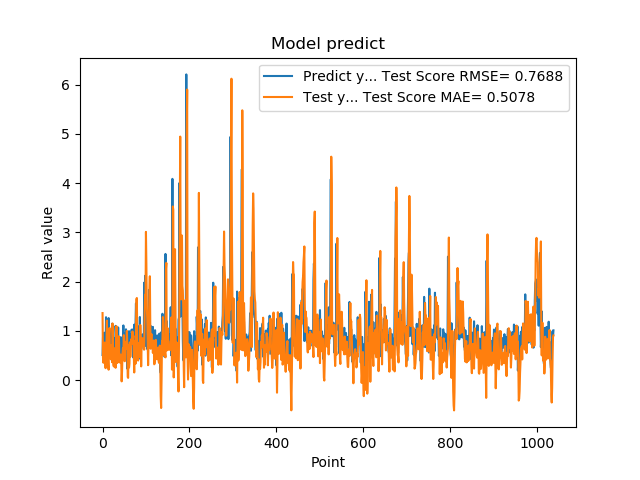 Model predict
Predict y... Test Score RMSE= 0.7688
Test y... Test Score MAE= 0.5078
Real value
6
5
4
3
2
1
0
0 200 400 600 800 1000
Point